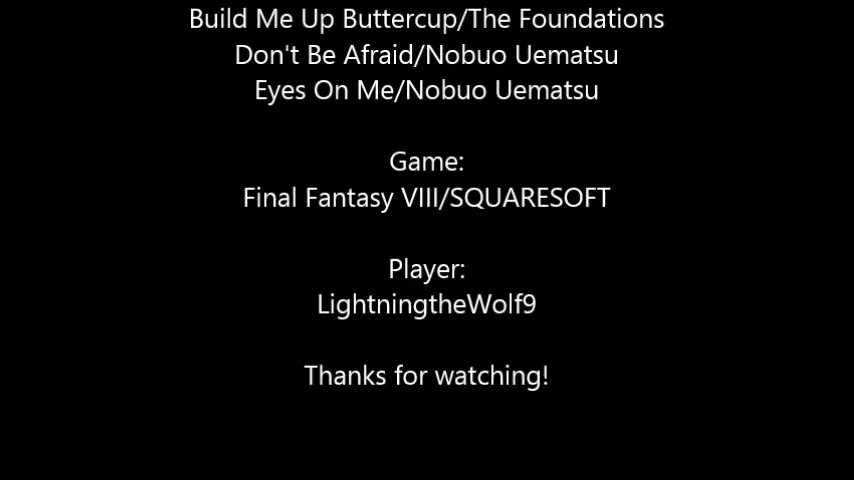 Build Me Up Buttercup/The Foundations
Don't Be Afraid/Nobuo Uematsu
Eyes On Me/Nobuo Uematsu
Game:
Final Fantasy VIII/SQUARESOFT
Player:
LightningtheWolf9
Thanks for watching!